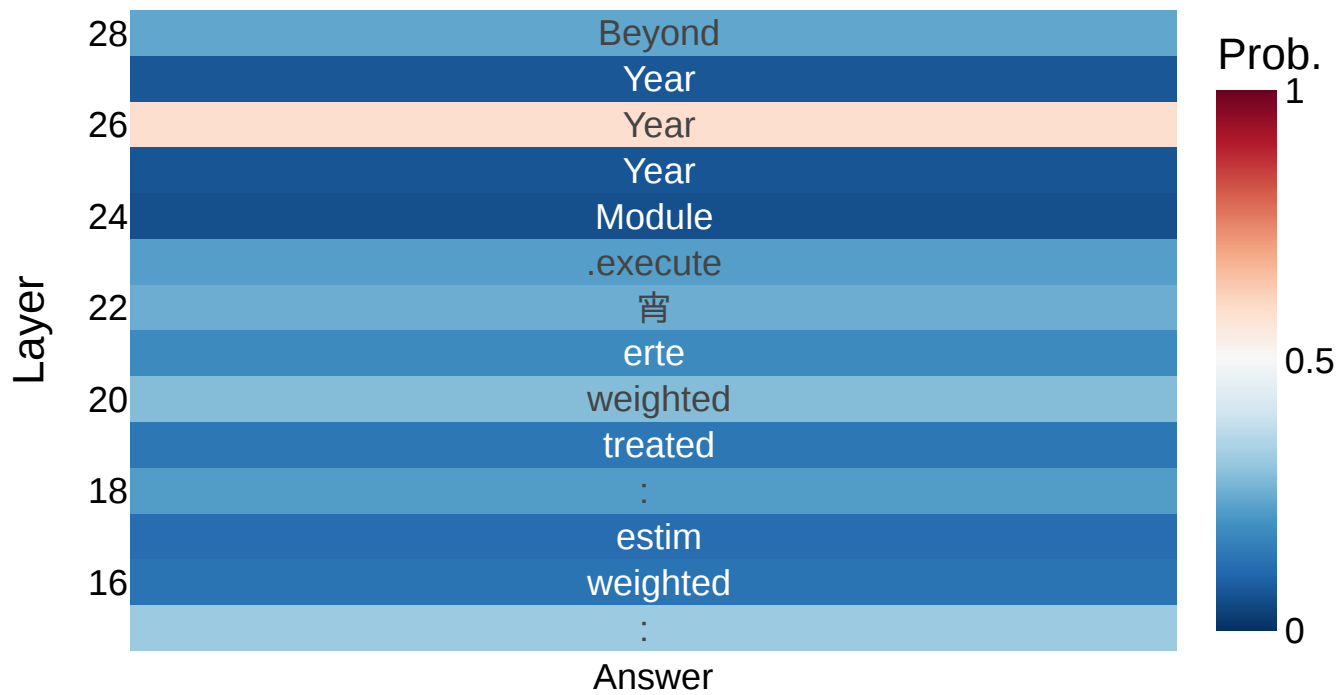 28 Beyond
Year
26 Year
Year
24 Module
.execute
22 宵
erte
20 weighted
treated
18 :
estim
16 weighted
:
Layer
Answer
Prob.
1
0.5
0